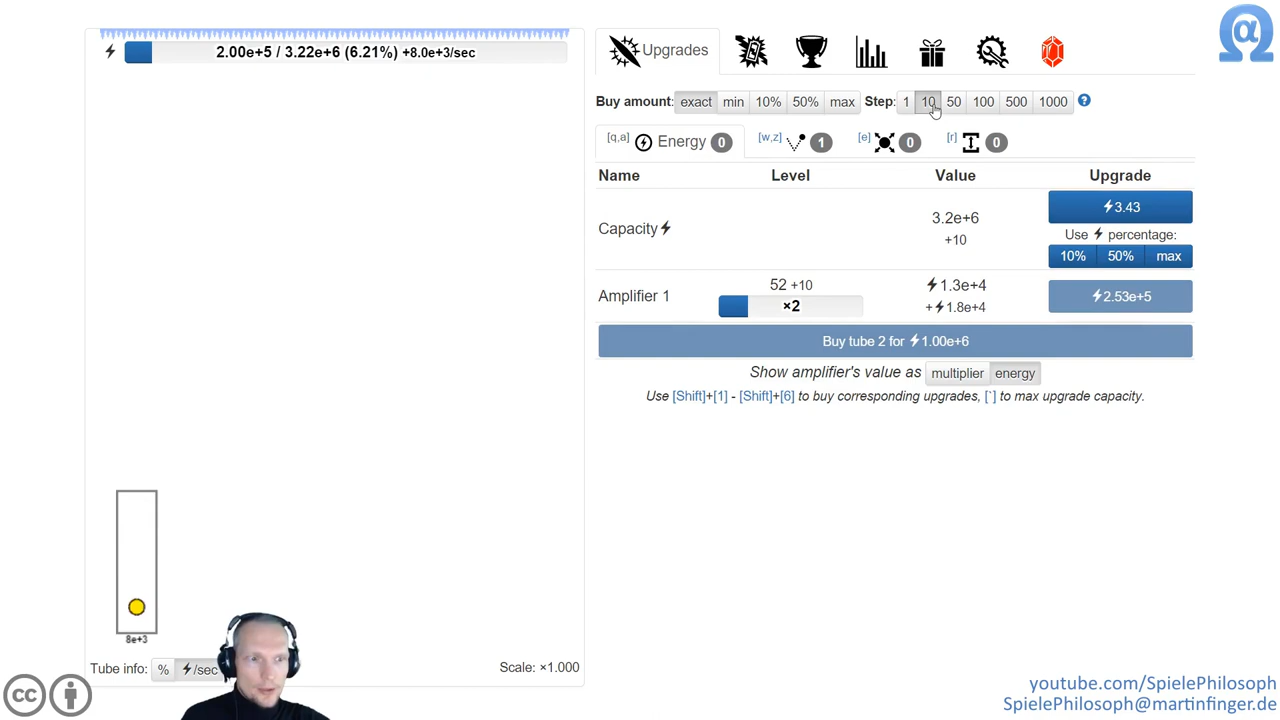 2.00e+5 / 3.22e+6 (6.21%) +8.0e+3/sec
Upgrades
Buy amount: exact min 10% 50% max Step: 1 10 50 100 500 1000 ?
[q,a] Energy 0 [w,z] 1 [e] 0 [r] 0
Name Level Value Upgrade
Capacity 3.2e+6 +10 3.43
Use percentage:
10% 50% max
Amplifier 1 52 +10 ×2 1.3e+4 + 1.8e+4 2.53e+5
Buy tube 2 for 1.00e+6
Show amplifier's value as multiplier energy
Use [Shift]+[1] - [Shift]+[6] to buy corresponding upgrades, [`] to max upgrade capacity.
8e+3
Tube info: % /sec Scale: ×1.000
cc
α
Ω
youtube.com/SpielePhilosoph
SpielePhilosoph@martinfinger.de